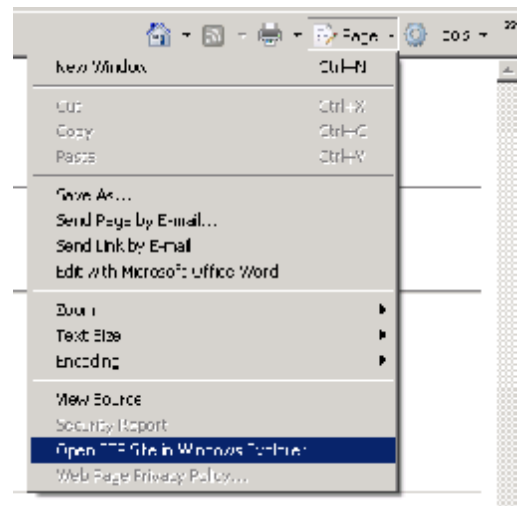 Page
New Window Ctrl+N
Cut Ctrl+X
Copy Ctrl+C
Paste Ctrl+V
Save As...
Send Page by E-mail...
Send Link by E-mail
Edit with Microsoft Office Word
Zoom
Text Size
Encoding
View Source
Security Report
Open FTP Site in Windows Explorer
Web Page Privacy Policy...